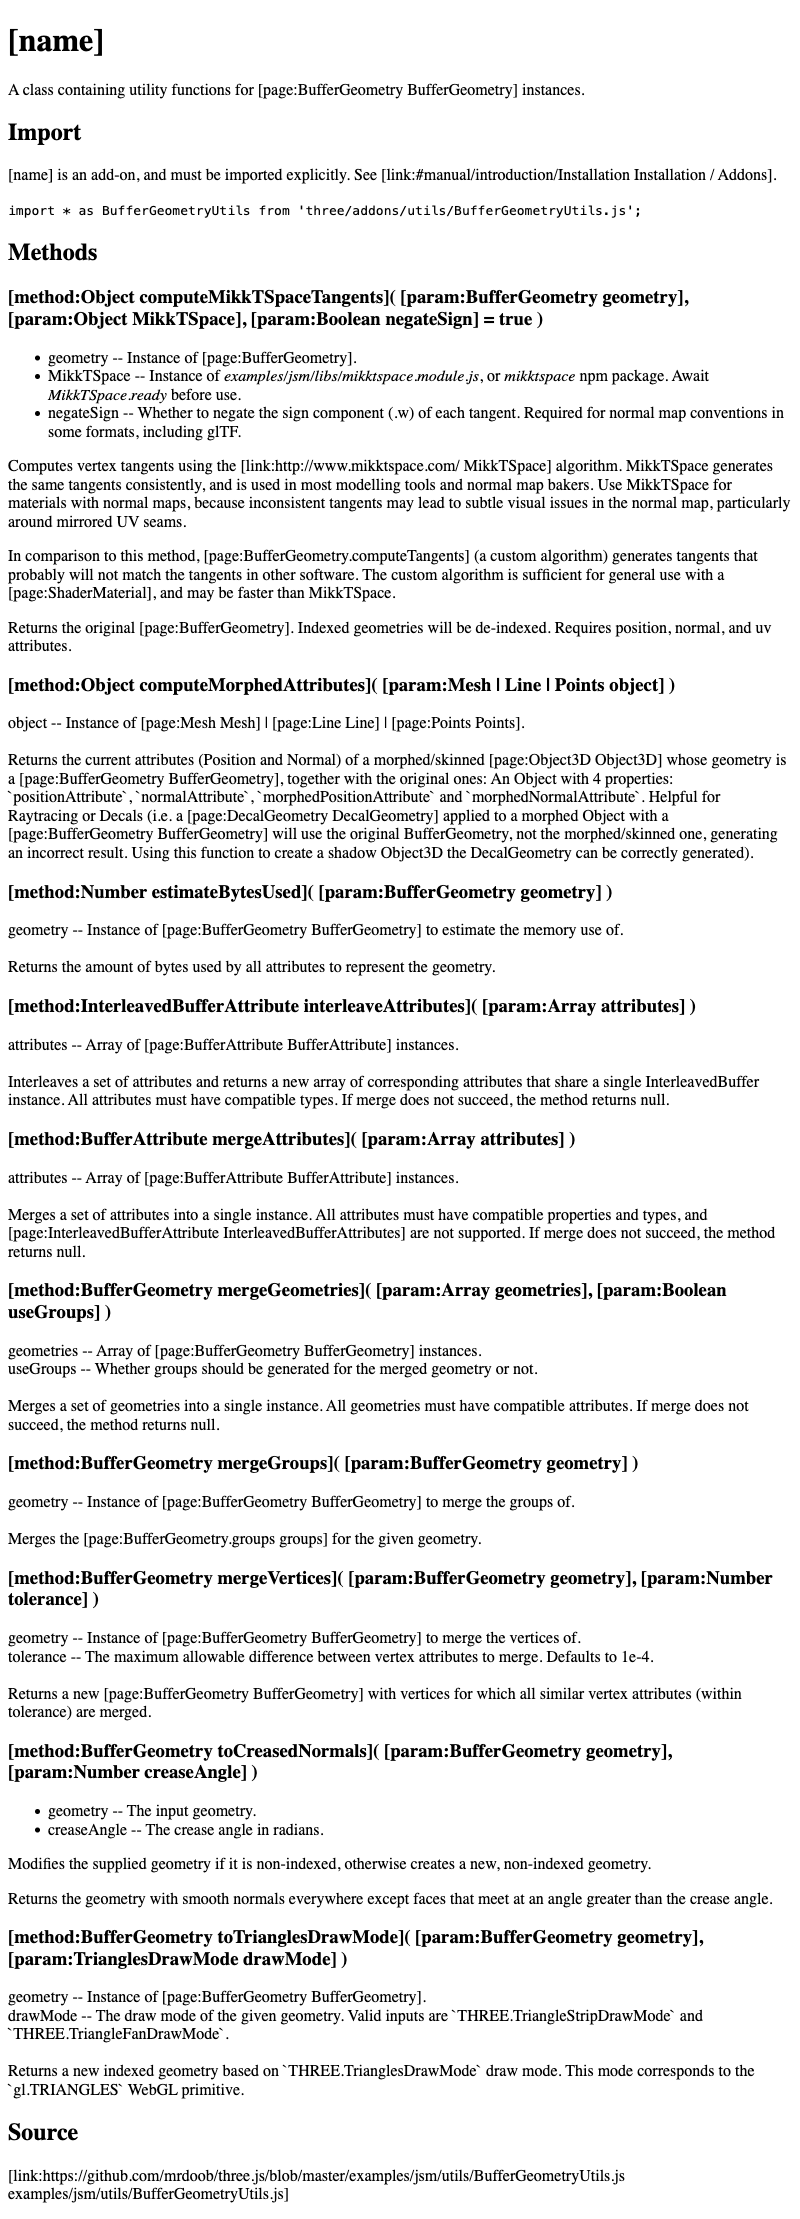 [name]
A class containing utility functions for [page:BufferGeometry BufferGeometry] instances.
Import
[name] is an add-on, and must be imported explicitly. See [link:#manual/introduction/Installation Installation / Addons].
import * as BufferGeometryUtils from 'three/addons/utils/BufferGeometryUtils.js';
Methods
[method:Object computeMikkTSpaceTangents]( [param:BufferGeometry geometry],
[param:Object MikkTSpace], [param:Boolean negateSign] = true )
• geometry -- Instance of [page:BufferGeometry].
• MikkTSpace -- Instance of examples/jsm/libs/mikktspace.module.js, or mikktspace npm package. Await
MikkTSpace.ready before use.
• negateSign -- Whether to negate the sign component (.w) of each tangent. Required for normal map conventions in
some formats, including glTF.
Computes vertex tangents using the [link:http://www.mikktspace.com/ MikkTSpace] algorithm. MikkTSpace generates
the same tangents consistently, and is used in most modelling tools and normal map bakers. Use MikkTSpace for
materials with normal maps, because inconsistent tangents may lead to subtle visual issues in the normal map, particularly
around mirrored UV seams.
In comparison to this method, [page:BufferGeometry.computeTangents] (a custom algorithm) generates tangents that
probably will not match the tangents in other software. The custom algorithm is sufficient for general use with a
[page:ShaderMaterial], and may be faster than MikkTSpace.
Returns the original [page:BufferGeometry]. Indexed geometries will be de-indexed. Requires position, normal, and uv
attributes.
[method:Object computeMorphedAttributes]( [param:Mesh | Line | Points object] )
object -- Instance of [page:Mesh Mesh] | [page:Line Line] | [page:Points Points].
Returns the current attributes (Position and Normal) of a morphed/skinned [page:Object3D Object3D] whose geometry is
a [page:BufferGeometry BufferGeometry], together with the original ones: An Object with 4 properties:
`positionAttribute`, `normalAttribute`, `morphedPositionAttribute` and `morphedNormalAttribute`. Helpful for
Raytracing or Decals (i.e. a [page:DecalGeometry DecalGeometry] applied to a morphed Object with a
[page:BufferGeometry BufferGeometry] will use the original BufferGeometry, not the morphed/skinned one, generating
an incorrect result. Using this function to create a shadow Object3D the DecalGeometry can be correctly generated).
[method:Number estimateBytesUsed]( [param:BufferGeometry geometry] )
geometry -- Instance of [page:BufferGeometry BufferGeometry] to estimate the memory use of.
Returns the amount of bytes used by all attributes to represent the geometry.
[method:InterleavedBufferAttribute interleaveAttributes]( [param:Array attributes] )
attributes -- Array of [page:BufferAttribute BufferAttribute] instances.
Interleaves a set of attributes and returns a new array of corresponding attributes that share a single InterleavedBuffer
instance. All attributes must have compatible types. If merge does not succeed, the method returns null.
[method:BufferAttribute mergeAttributes]( [param:Array attributes] )
attributes -- Array of [page:BufferAttribute BufferAttribute] instances.
Merges a set of attributes into a single instance. All attributes must have compatible properties and types, and
[page:InterleavedBufferAttribute InterleavedBufferAttributes] are not supported. If merge does not succeed, the method
returns null.
[method:BufferGeometry mergeGeometries]( [param:Array geometries], [param:Boolean
useGroups] )
geometries -- Array of [page:BufferGeometry BufferGeometry] instances.
useGroups -- Whether groups should be generated for the merged geometry or not.
Merges a set of geometries into a single instance. All geometries must have compatible attributes. If merge does not
succeed, the method returns null.
[method:BufferGeometry mergeGroups]( [param:BufferGeometry geometry] )
geometry -- Instance of [page:BufferGeometry BufferGeometry] to merge the groups of.
Merges the [page:BufferGeometry.groups groups] for the given geometry.
[method:BufferGeometry mergeVertices]( [param:BufferGeometry geometry], [param:Number
tolerance] )
geometry -- Instance of [page:BufferGeometry BufferGeometry] to merge the vertices of.
tolerance -- The maximum allowable difference between vertex attributes to merge. Defaults to 1e-4.
Returns a new [page:BufferGeometry BufferGeometry] with vertices for which all similar vertex attributes (within
tolerance) are merged.
[method:BufferGeometry toCreasedNormals]( [param:BufferGeometry geometry],
[param:Number creaseAngle] )
• geometry -- The input geometry.
• creaseAngle -- The crease angle in radians.
Modifies the supplied geometry if it is non-indexed, otherwise creates a new, non-indexed geometry.
Returns the geometry with smooth normals everywhere except faces that meet at an angle greater than the crease angle.
[method:BufferGeometry toTrianglesDrawMode]( [param:BufferGeometry geometry],
[param:TrianglesDrawMode drawMode] )
geometry -- Instance of [page:BufferGeometry BufferGeometry].
drawMode -- The draw mode of the given geometry. Valid inputs are `THREE.TriangleStripDrawMode` and
`THREE.TriangleFanDrawMode`.
Returns a new indexed geometry based on `THREE.TrianglesDrawMode` draw mode. This mode corresponds to the
`gl.TRIANGLES` WebGL primitive.
Source
[link:https://github.com/mrdoob/three.js/blob/master/examples/jsm/utils/BufferGeometryUtils.js
examples/jsm/utils/BufferGeometryUtils.js]